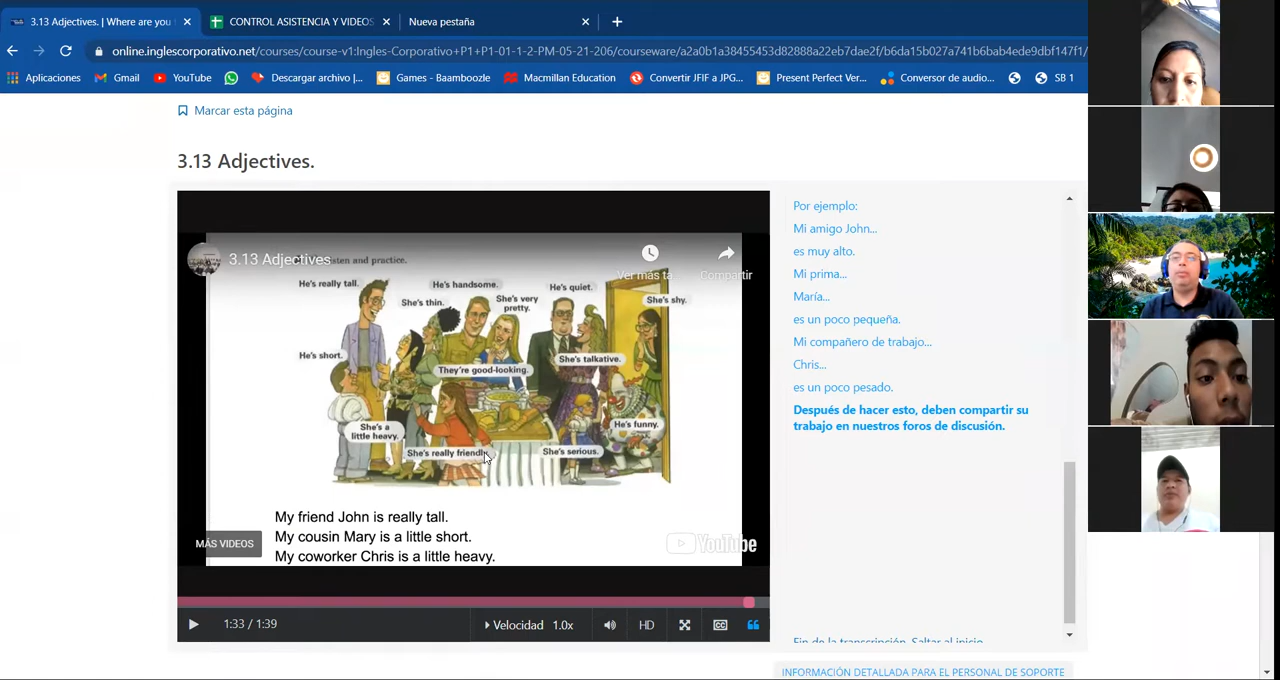 3.13 Adjectives. | Where are you
CONTROL ASISTENCIA Y VIDEOS
Nueva pestaña
online.inglescorporativo.net/courses/course-v1:Ingles-Corporativo+P1+P1-01-1-2-PM-05-21-206/courseware/a2a0b1a38455453d82888a22eb7dae2f/b6da15b027a741b6bab4ede9dbf147f1/
Aplicaciones
Gmail
YouTube
Descargar archivo |...
Games - Baamboozle
Macmillan Education
Convertir JFIF a JPG...
Present Perfect Ver...
Conversor de audio...
SB 1
Marcar esta página
3.13 Adjectives.
3.13 Adjectives
listen and practice.
Ver más ta...
Compartir
He's really tall.
He's handsome.
He's quiet.
She's thin.
She's very
pretty.
She's shy.
He's short.
They're good-looking.
She's talkative.
She's a
little heavy.
He's funny.
She's really friendly.
She's serious.
My friend John is really tall.
My cousin Mary is a little short.
My coworker Chris is a little heavy.
MÁS VIDEOS
YouTube
1:33 / 1:39
Velocidad 1.0x
HD
Por ejemplo:
Mi amigo John...
es muy alto.
Mi prima...
María...
es un poco pequeña.
Mi compañero de trabajo...
Chris...
es un poco pesado.
Después de hacer esto, deben compartir su
trabajo en nuestros foros de discusión.
Fin de la transcripción. Saltar al inicio.
INFORMACIÓN DETALLADA PARA EL PERSONAL DE SOPORTE